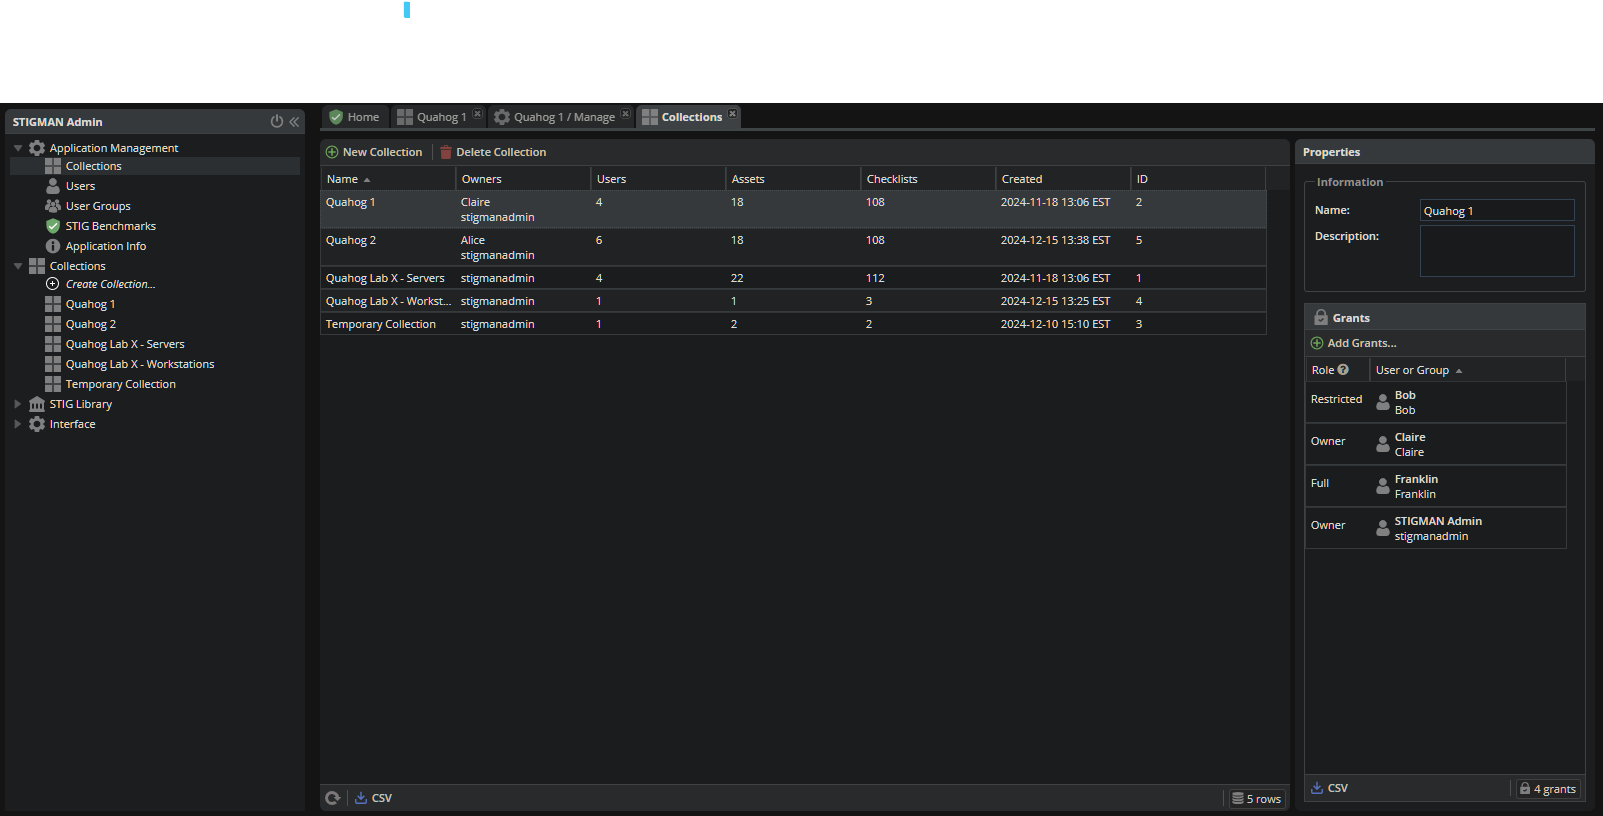 STIGMAN Admin
Application Management
Collections
Users
User Groups
STIG Benchmarks
Application Info
Collections
Create Collection...
Quahog 1
Quahog 2
Quahog Lab X - Servers
Quahog Lab X - Workstations
Temporary Collection
STIG Library
Interface
Home
Quahog 1
Quahog 1 / Manage
Collections
New Collection
Delete Collection
Name Owners Users Assets Checklists Created ID
Quahog 1 Claire 4 18 108 2024-11-18 13:06 EST 2
stigmanadmin
Quahog 2 Alice 6 18 108 2024-12-15 13:38 EST 5
stigmanadmin
Quahog Lab X - Servers stigmanadmin 4 22 112 2024-11-18 13:06 EST 1
Quahog Lab X - Workst... stigmanadmin 1 1 3 2024-12-15 13:25 EST 4
Temporary Collection stigmanadmin 1 2 2 2024-12-10 15:10 EST 3
CSV
5 rows
Properties
Information
Name: Quahog 1
Description:
Grants
Add Grants...
Role User or Group
Restricted Bob
Bob
Owner Claire
Claire
Full Franklin
Franklin
Owner STIGMAN Admin
stigmanadmin
CSV
4 grants